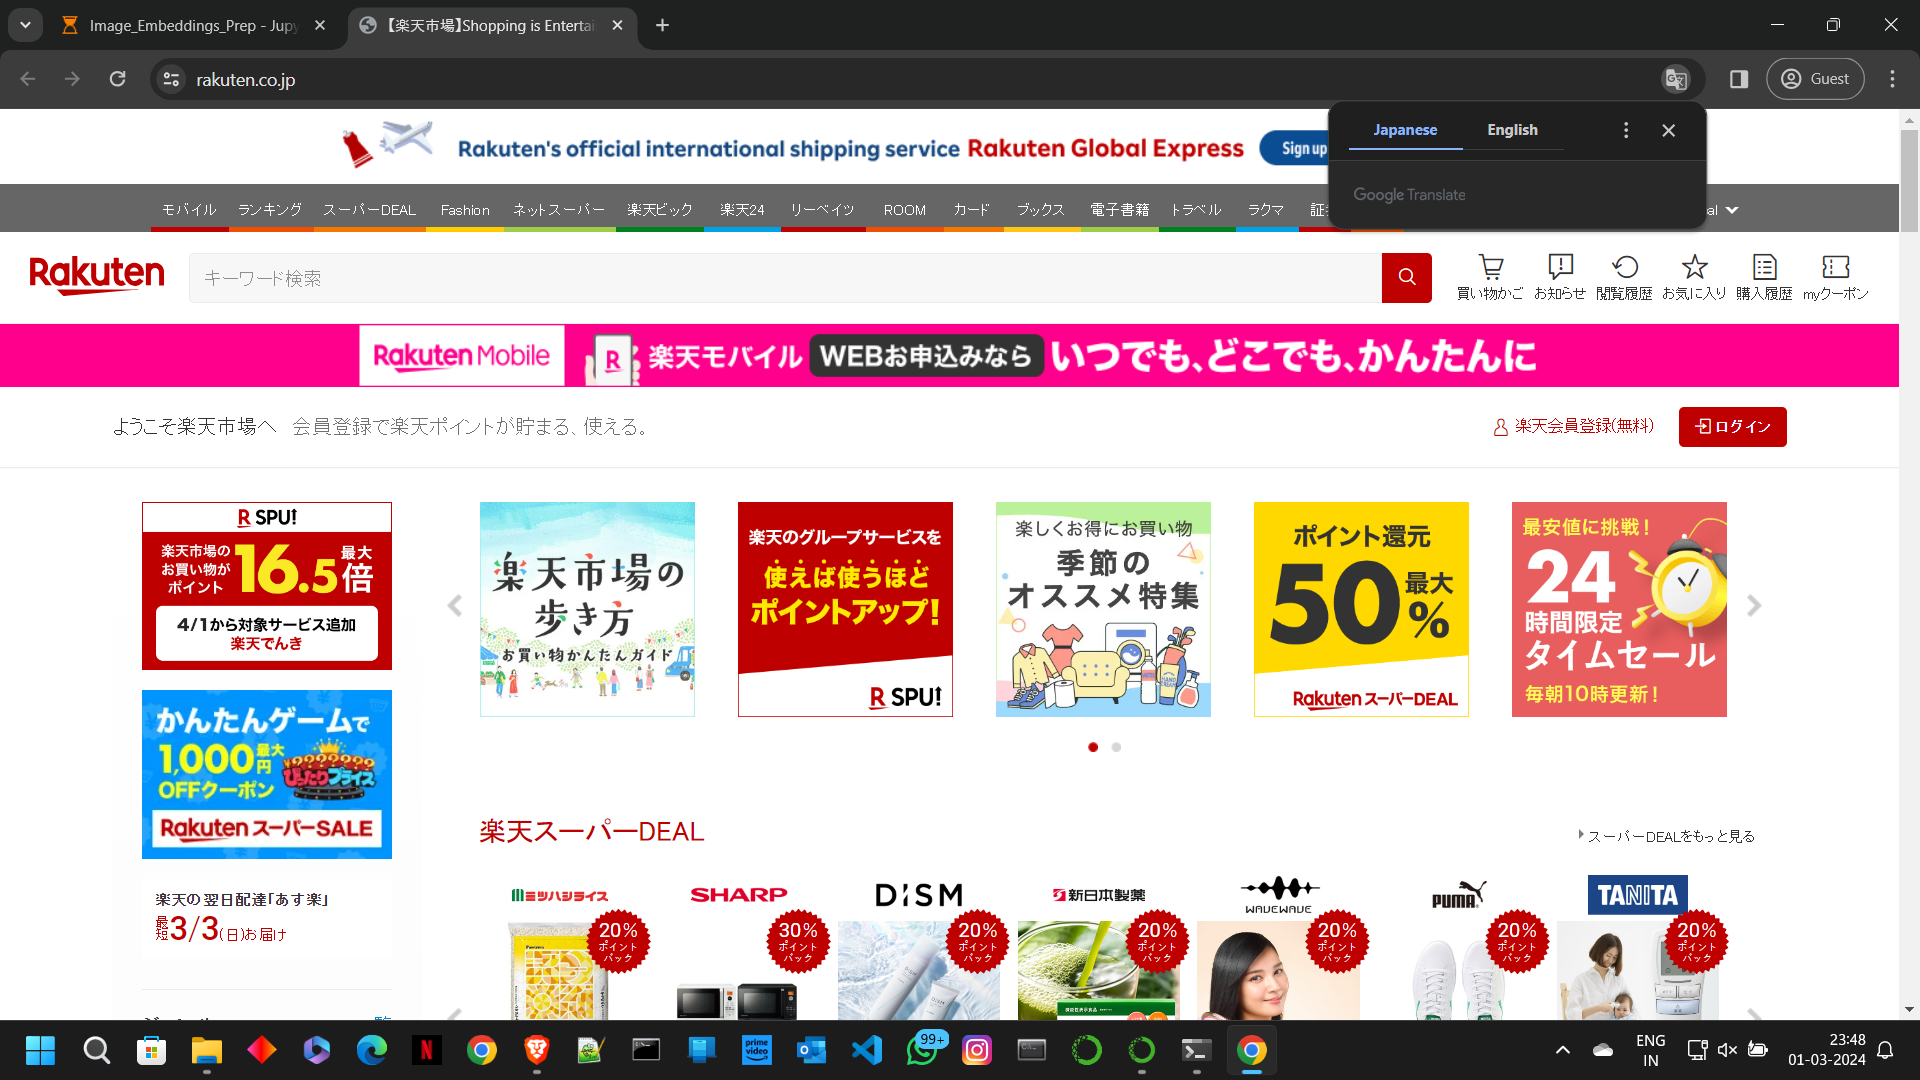 Image_Embeddings_Prep - Jupy
【楽天市場】Shopping is Enterta
rakuten.co.jp
Guest
Japanese English
Google Translate
Rakuten's official international shipping service Rakuten Global Express
Sign up
モバイル ランキング スーパーDEAL Fashion ネットスーパー 楽天ビック 楽天24 リーベイツ ROOM カード ブックス 電子書籍 トラベル ラクマ
Rakuten
キーワード検索
買い物かご お知らせ 閲覧履歴 お気に入り 購入履歴 myクーポン
Rakuten Mobile
R
楽天モバイル WEBお申込みなら いつでも、どこでも、かんたんに
ようこそ楽天市場へ 会員登録で楽天ポイントが貯まる、使える。
楽天会員登録(無料)
ログイン
R SPU!
楽天市場の
お買い物が
ポイント
16.5
最大
倍
4/1から対象サービス追加
楽天でんき
楽天市場の
歩き方
お買い物かんたんガイド
楽天のグループサービスを
使えば使うほど
ポイントアップ!
R SPU!
楽しくお得にお買い物
季節の
オススメ特集
HAND CREAM
ポイント還元
50
最大
%
Rakuten スーパーDEAL
最安値に挑戦!
24
時間限定
タイムセール
毎朝10時更新!
かんたんゲームで
1,000
最大
円
OFFクーポン
ぴったりプライス
Rakuten スーパーSALE
楽天スーパーDEAL
スーパーDEALをもっと見る
楽天の翌日配達「あす楽」
最短3/3(日)お届け
ミツハシライス
SHARP
DISM
新日本製薬
WAVEWAVE
PUMA
TANITA
20%
ポイント
バック
30%
ポイント
バック
20%
ポイント
バック
20%
ポイント
バック
20%
ポイント
バック
20%
ポイント
バック
20%
ポイント
バック
prime video
99+
ENG
IN
23:48
01-03-2024